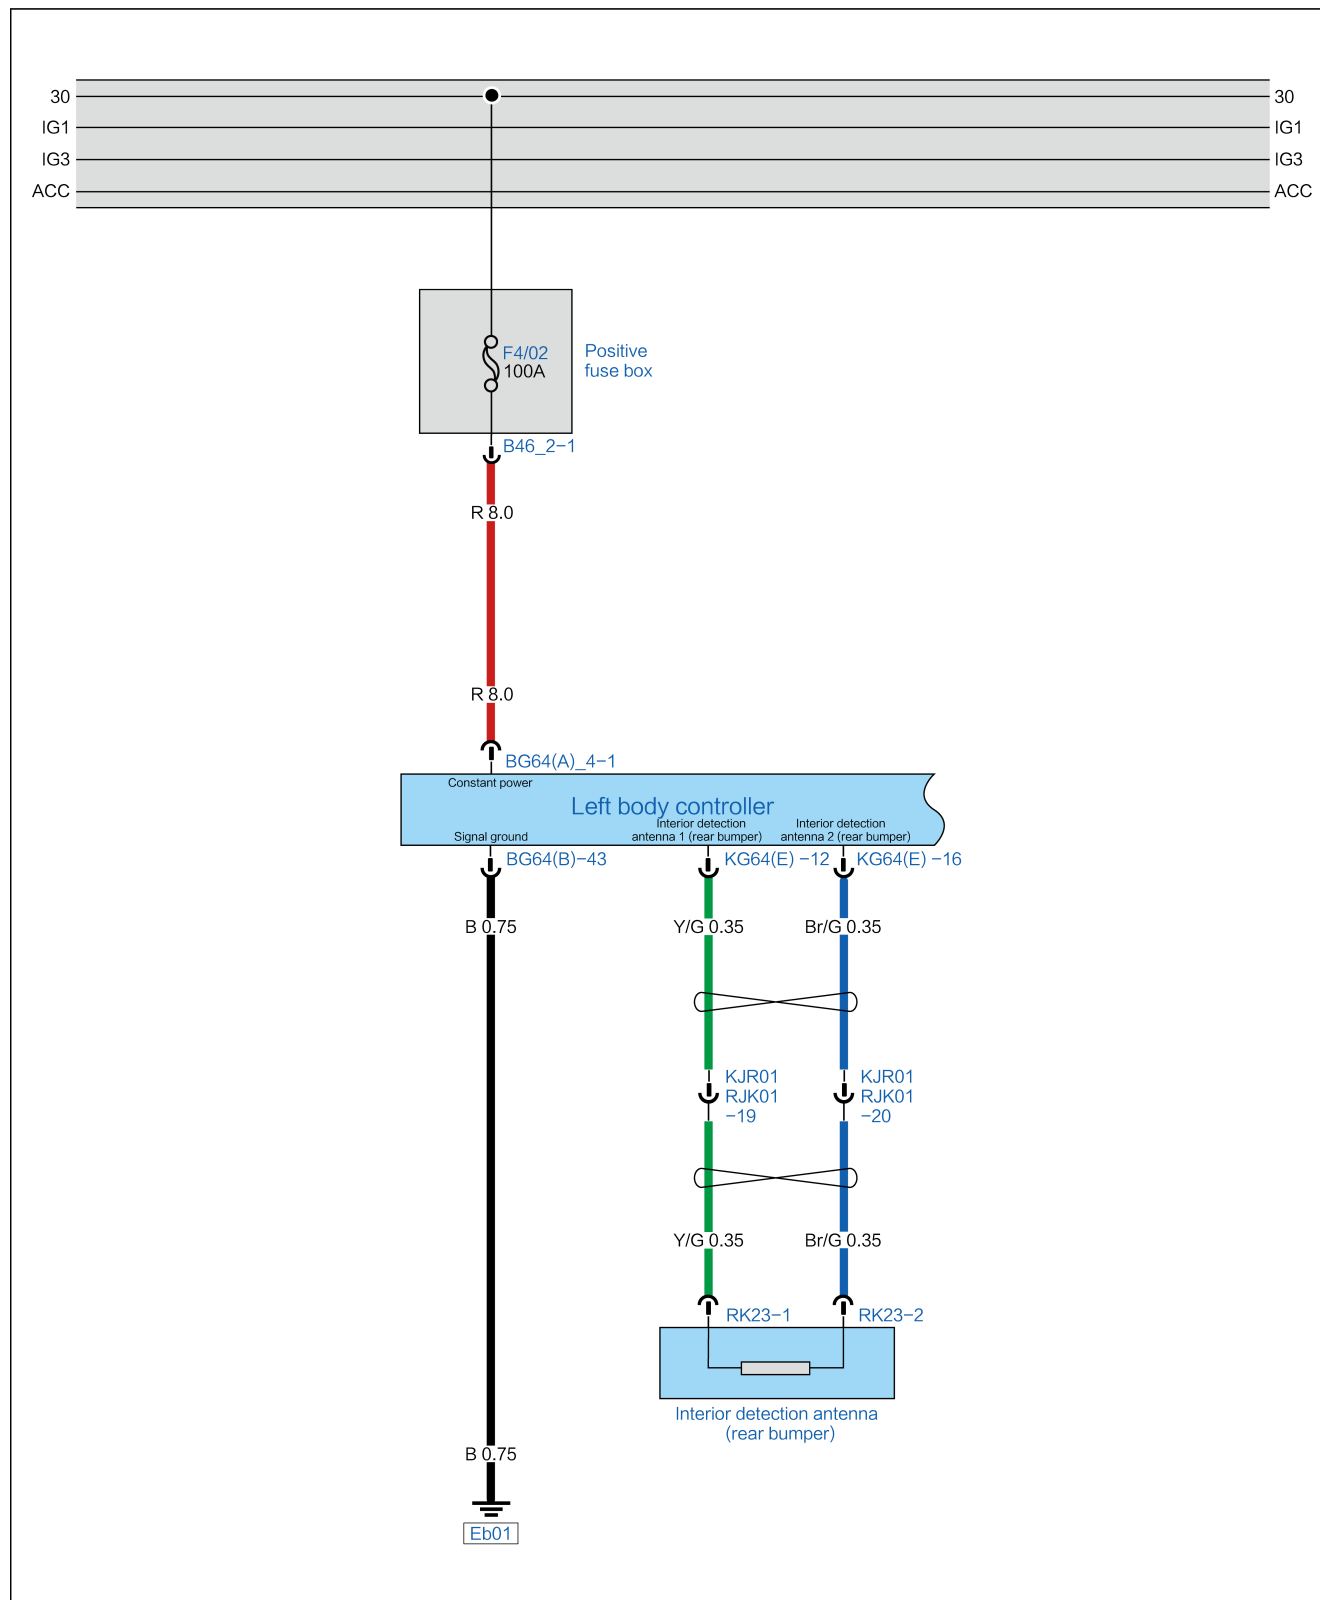 30
30
IG1
IG1
IG3
IG3
ACC
ACC
F4/02
100A
Positive
fuse box
B46_2−1
R 8.0
R 8.0
BG64(A)_4−1
Constant power
Left body controller
Signal ground
Interior detection
antenna 1 (rear bumper)
Interior detection
antenna 2 (rear bumper)
BG64(B)−43
KG64(E) −12
KG64(E) −16
B 0.75
Y/G 0.35
Br/G 0.35
KJR01
RJK01
−19
KJR01
RJK01
−20
Y/G 0.35
Br/G 0.35
RK23−1
RK23−2
Interior detection antenna
(rear bumper)
B 0.75
Eb01